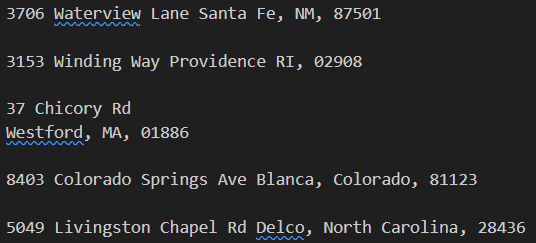 3706 Waterview Lane Santa Fe, NM, 87501
3153 Winding Way Providence RI, 02908
37 Chicory Rd
Westford, MA, 01886
8403 Colorado Springs Ave Blanca, Colorado, 81123
5049 Livingston Chapel Rd Delco, North Carolina, 28436